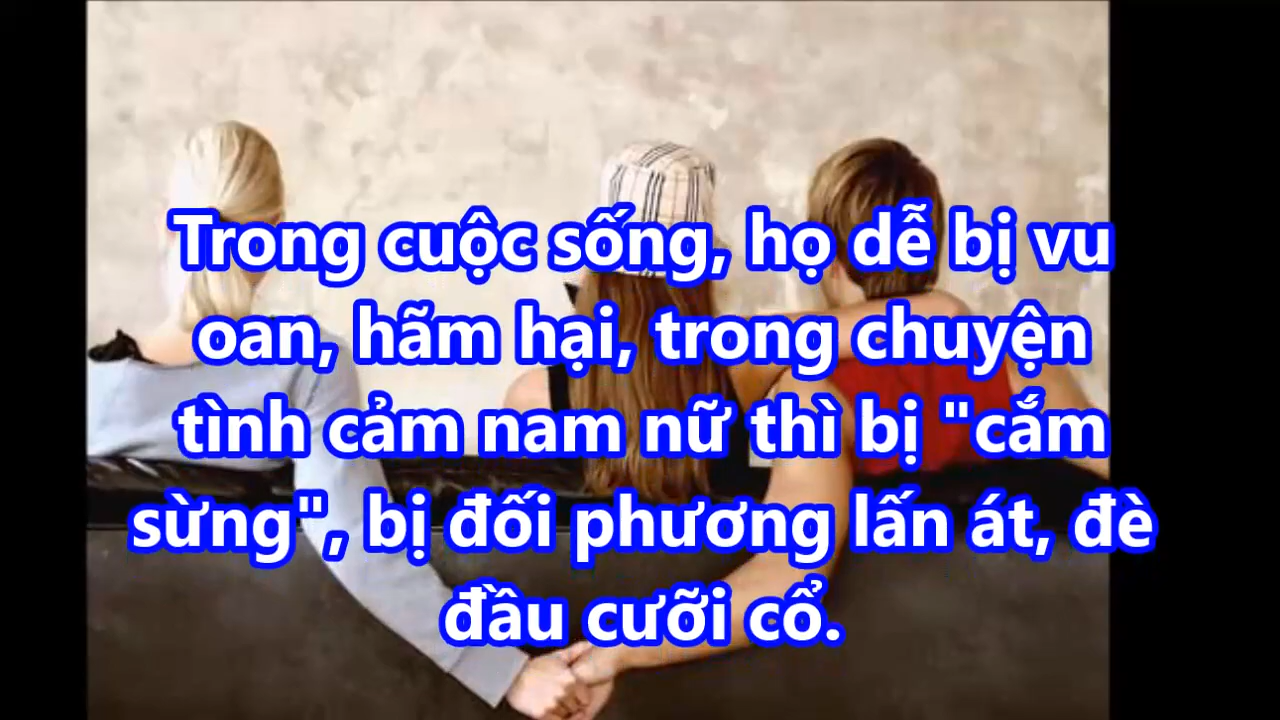 Trong cuộc sống, họ dễ bị vu
oan, hãm hại, trong chuyện
tình cảm nam nữ thì bị "cắm
sừng", bị đối phương lấn át, đè
đầu cưỡi cổ.